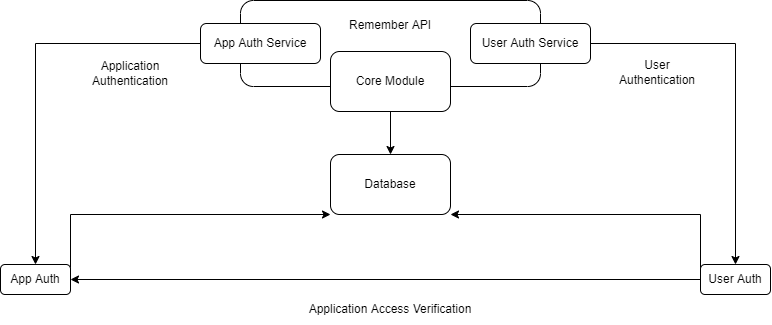 Remember API
App Auth Service
User Auth Service
Application
Authentication
User
Authentication
Core Module
Database
App Auth
User Auth
Application Access Verification